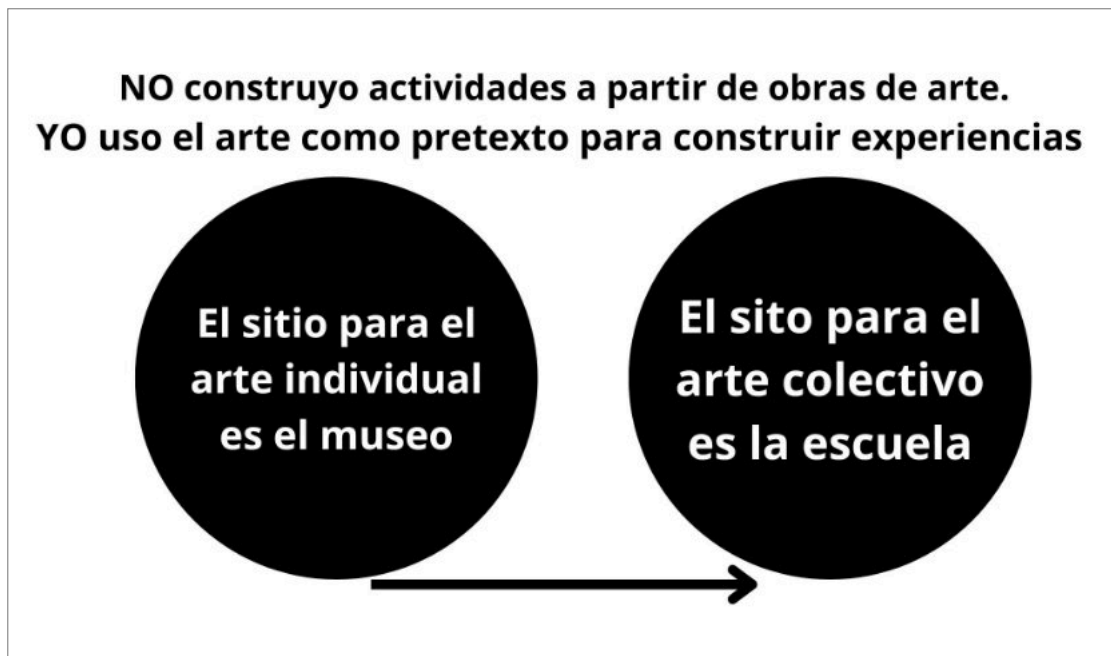 NO construyo actividades a partir de obras de arte.
YO uso el arte como pretexto para construir experiencias
El sitio para el
arte individual
es el museo
El sito para el
arte colectivo
es la escuela